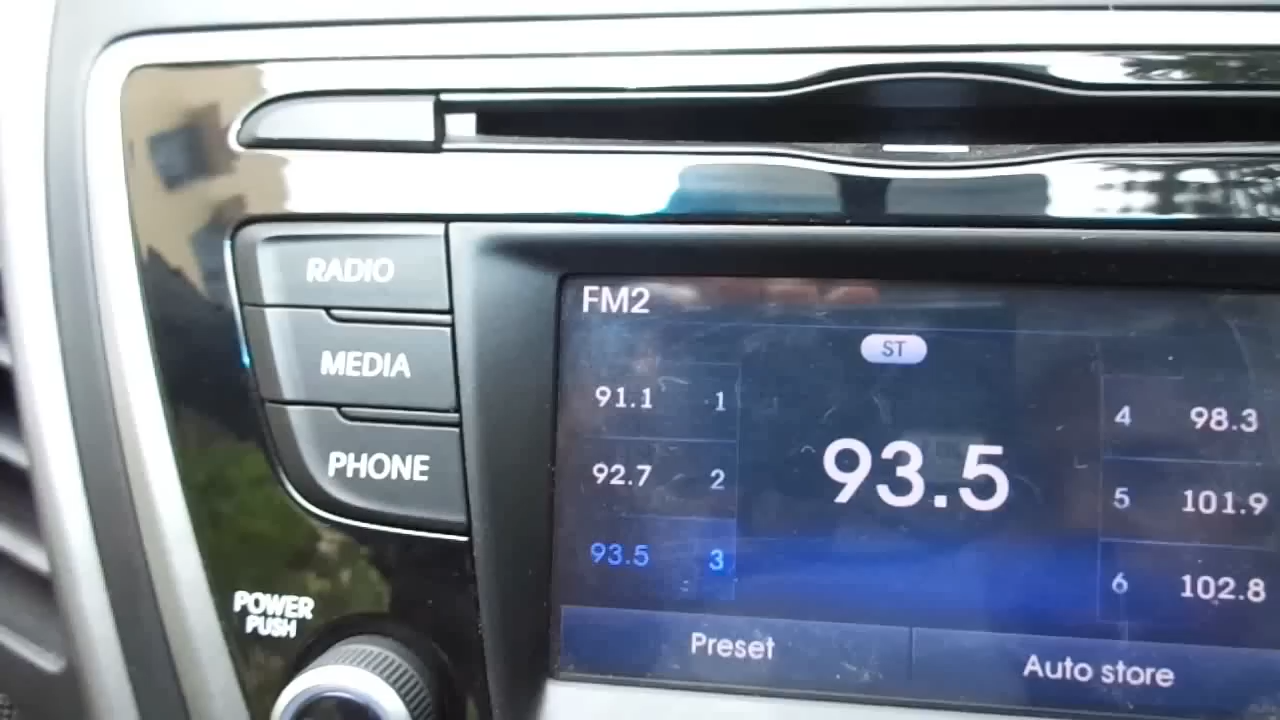 RADIO
MEDIA
PHONE
POWER
PUSH
FM2
ST
91.1 1
92.7 2
93.5 3
93.5
4 98.3
5 101.9
6 102.8
Preset
Auto store